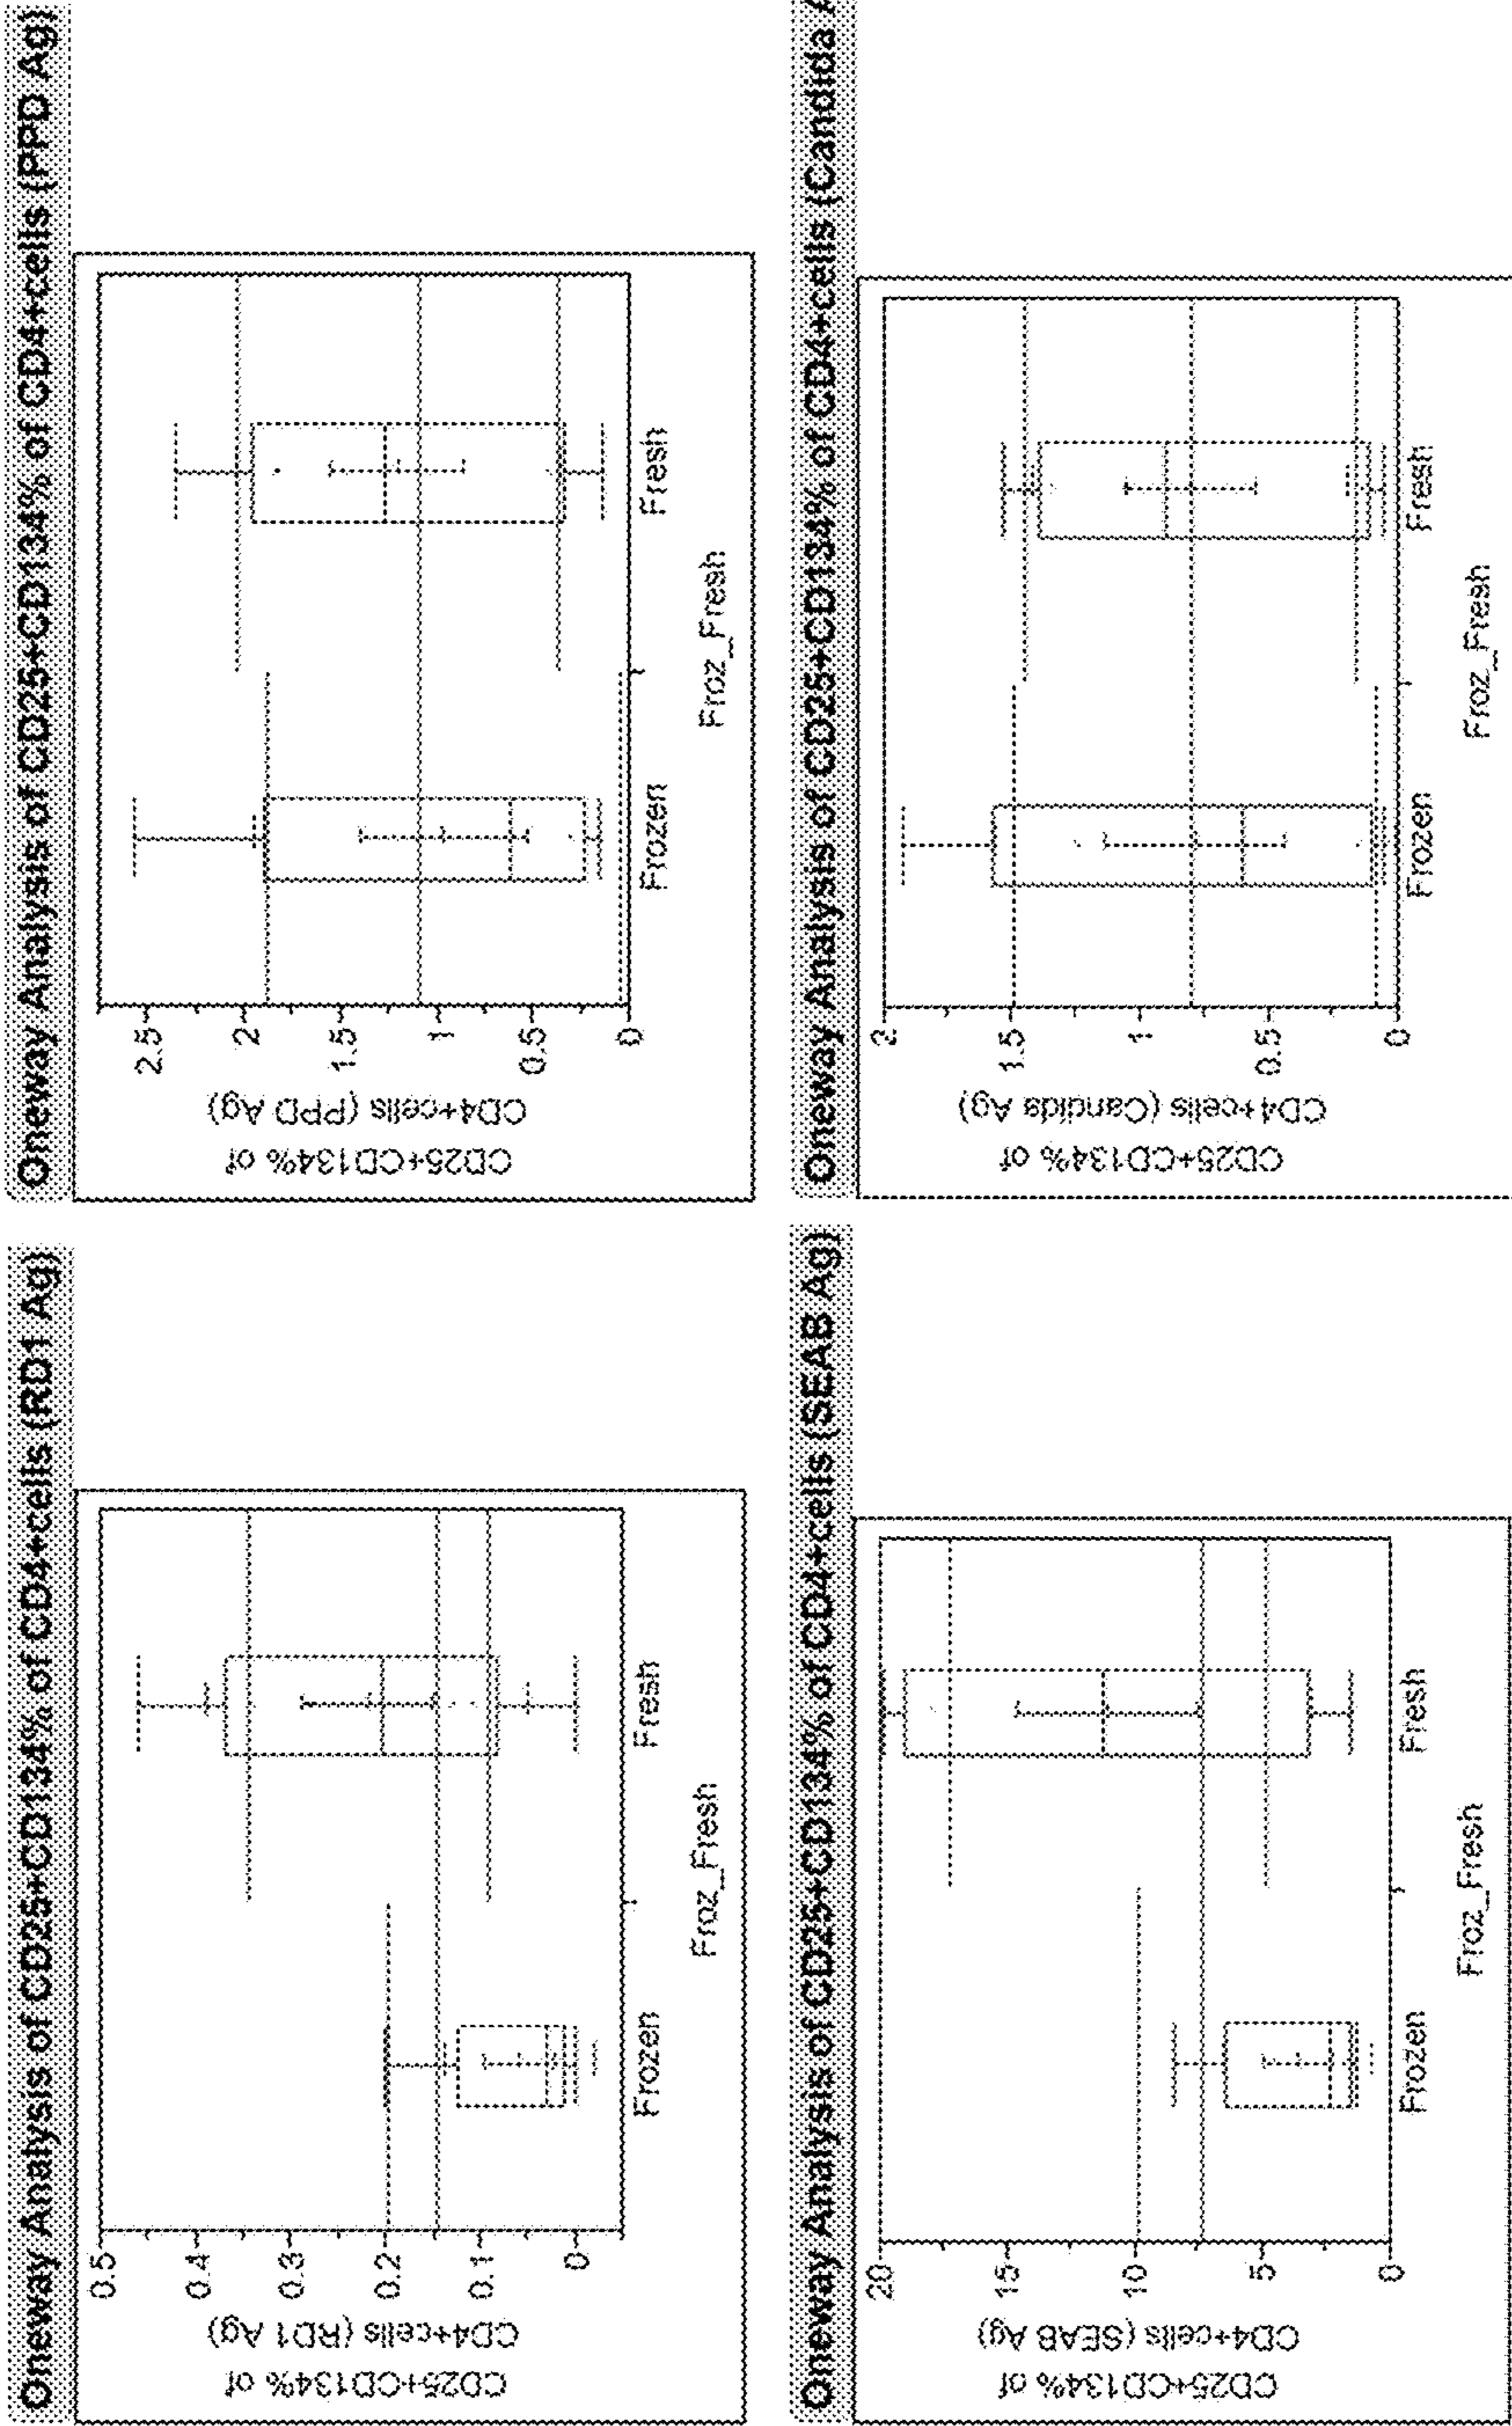 Oneway Analysis of CD25+CD134% of CD4+cells (RD1 Ag)
CD25+CD134% of
CD4+cells (RD1 Ag)
0.5
0.4
0.3
0.2
0.1
0
Frozen
Fresh
Froz_Fresh
Oneway Analysis of CD25+CD134% of CD4+cells (PPD Ag)
CD25+CD134% of
CD4+cells (PPD Ag)
2.5
2
1.5
1
0.5
0
Frozen
Fresh
Froz_Fresh
Oneway Analysis of CD25+CD134% of CD4+cells (SEAB Ag)
CD25+CD134% of
CD4+cells (SEAB Ag)
20
15
10
5
0
Frozen
Fresh
Froz_Fresh
Oneway Analysis of CD25+CD134% of CD4+cells (Candida A
CD25+CD134% of
CD4+cells (Candida Ag)
2
1.5
1
0.5
0
Frozen
Fresh
Froz_Fresh